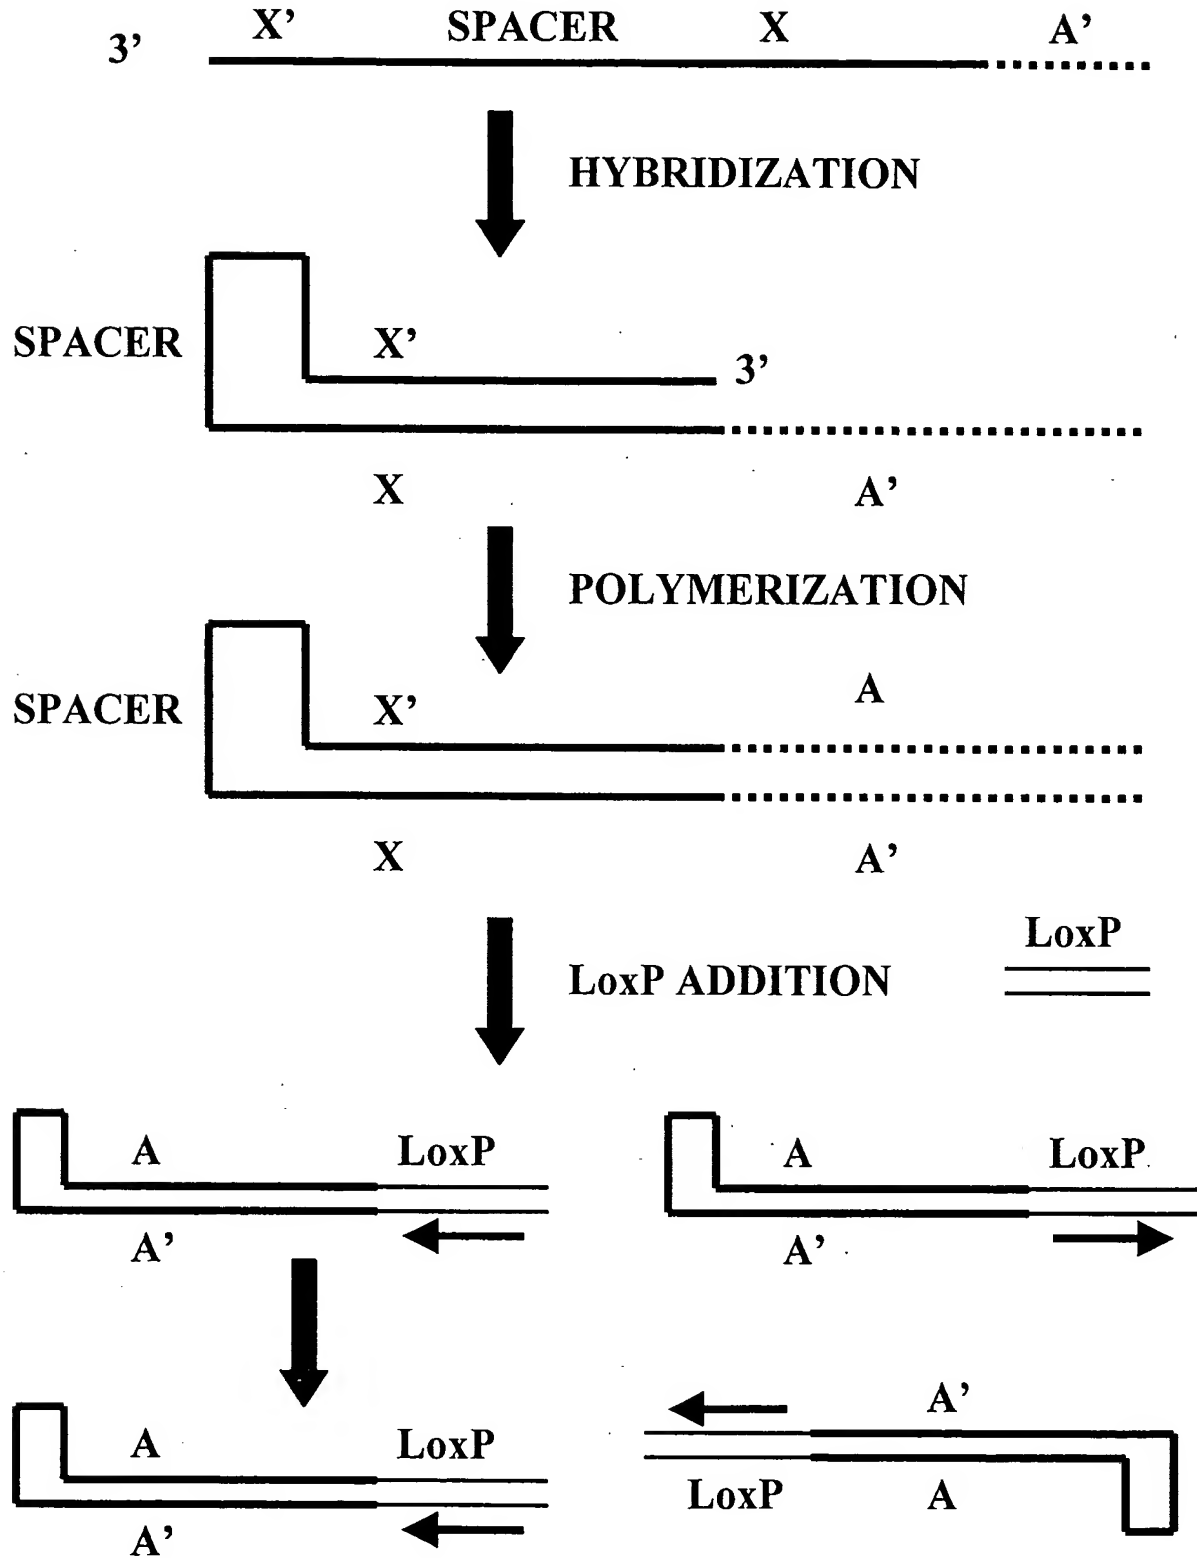 3' X' SPACER X A'
HYBRIDIZATION
SPACER X' 3'
X A'
POLYMERIZATION
A
SPACER X'
X A'
LoxP
LoxP ADDITION
A LoxP A LoxP
A' A'
A'
A LoxP
LoxP A
A'